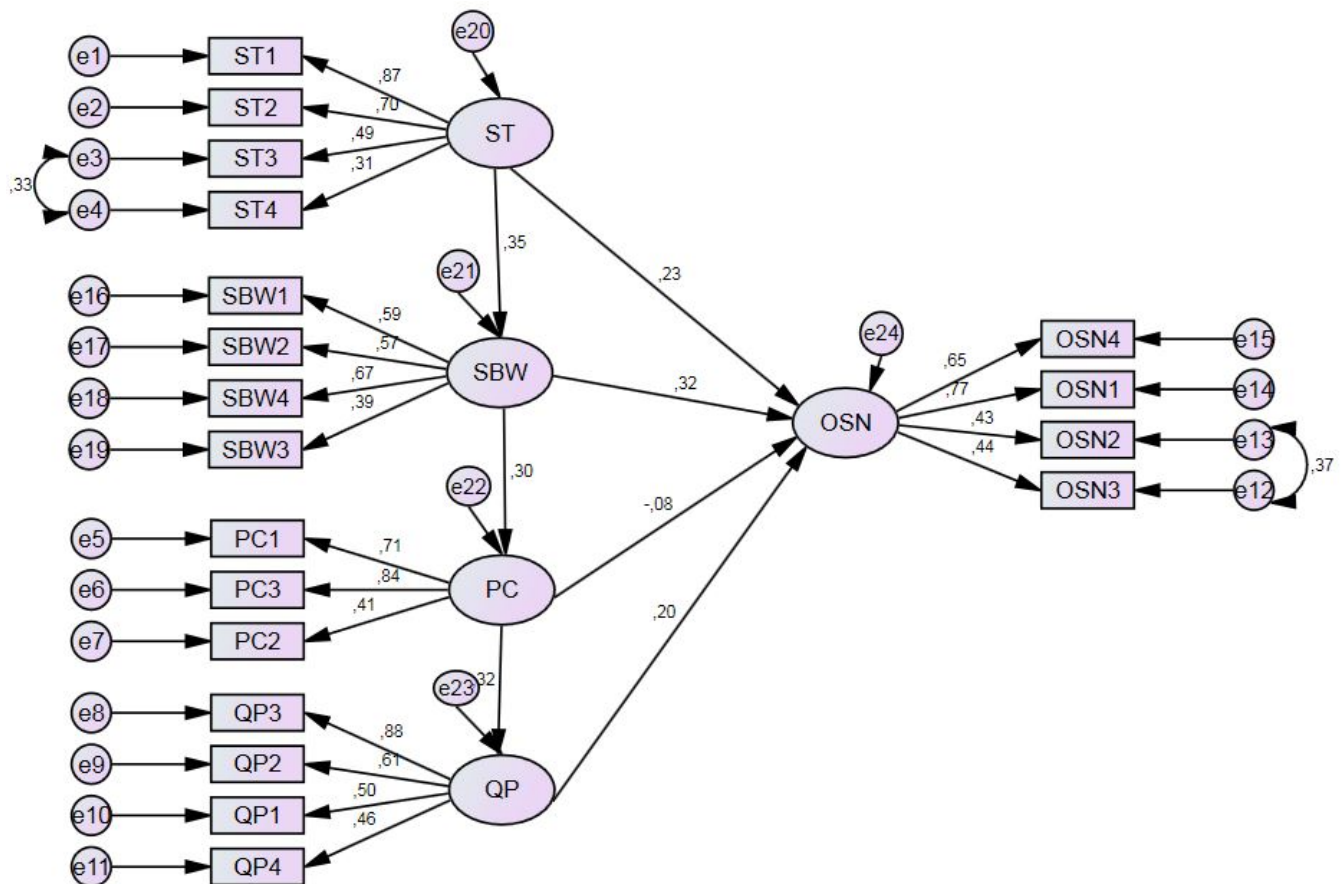 e20
e1 ST1
,87
e2 ST2
,70
ST
,49
e3 ST3
,31
,33
e4 ST4
,35
e21
,23
e16 SBW1
,59
e17 SBW2
,57
e24
OSN4 e15
,65
SBW
,67
,32
,77
OSN1 e14
e18 SBW4
,39
OSN
,43
OSN2 e13
e19 SBW3
,44
,37
,30
OSN3 e12
e22
-,08
e5 PC1
,71
,84
PC
e6 PC3
,41
,20
e7 PC2
e23 ,32
e8 QP3
,88
e9 QP2
,61
QP
,50
e10 QP1
,46
e11 QP4